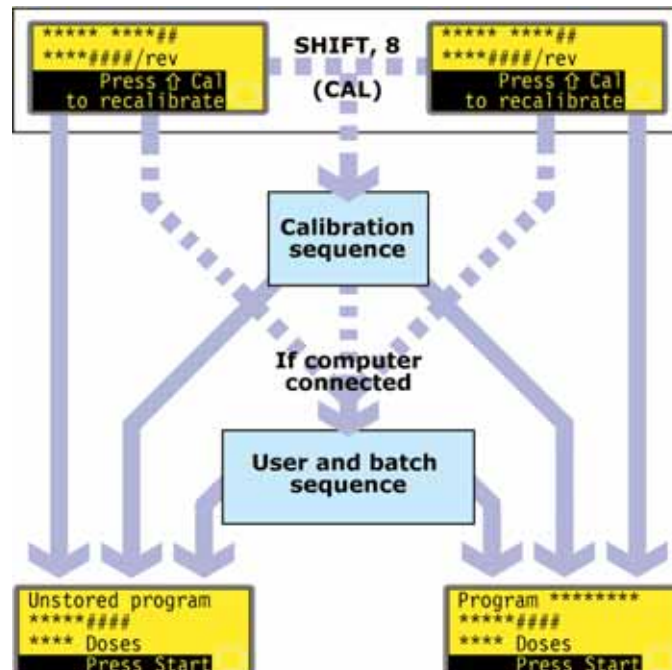 ***** ****##
****####/rev
Press ⇧ Cal
to recalibrate
SHIFT, 8
(CAL)
***** ****##
****####/rev
Press ⇧ Cal
to recalibrate
Calibration
sequence
If computer
connected
User and batch
sequence
Unstored program
*****####
**** Doses
Press Start
Program ********
*****####
**** Doses
Press Start